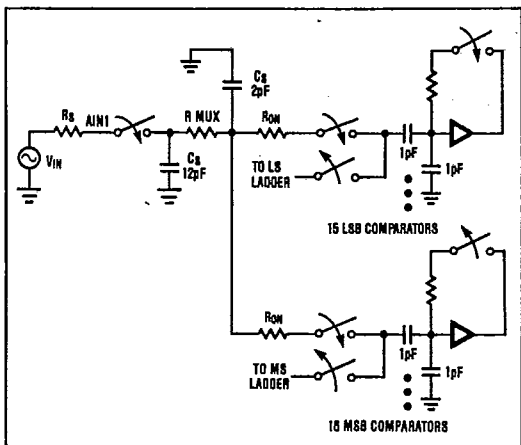 CS
2pF
RS
AIN1
R MUX
RON
VIN
CS
12pF
1pF
TO LS
LADDER
1pF
15 LSB COMPARATORS
RON
1pF
TO MS
LADDER
1pF
16 MSB COMPARATORS